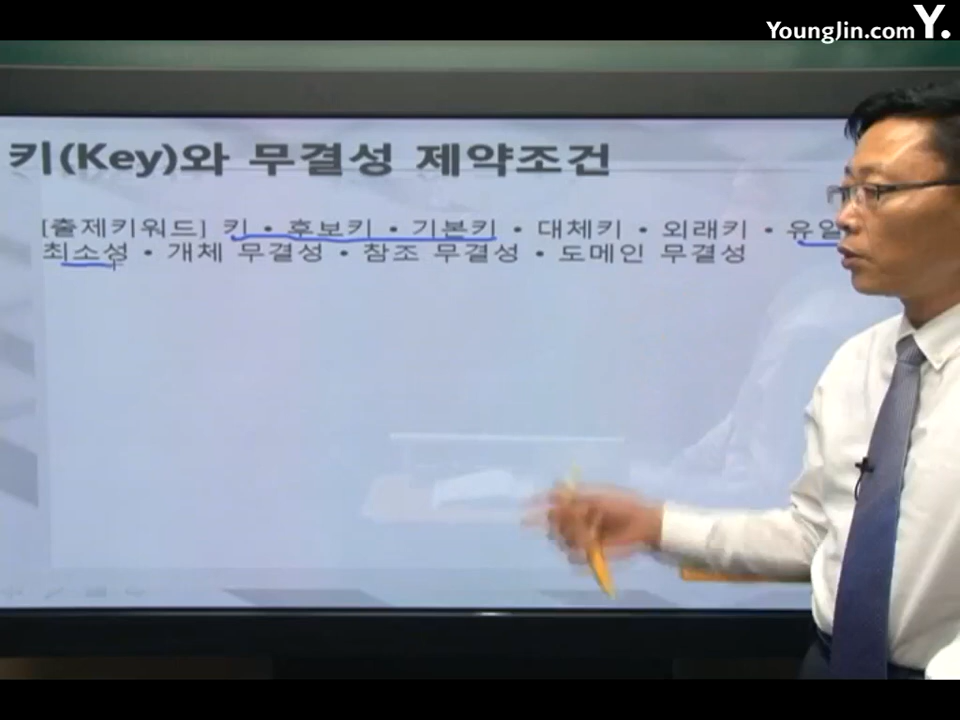 YoungJin.com Y.
키(Key)와 무결성 제약조건
[출제키워드] 키 • 후보키 • 기본키 • 대체키 • 외래키 • 유일
최소성 • 개체 무결성 • 참조 무결성 • 도메인 무결성